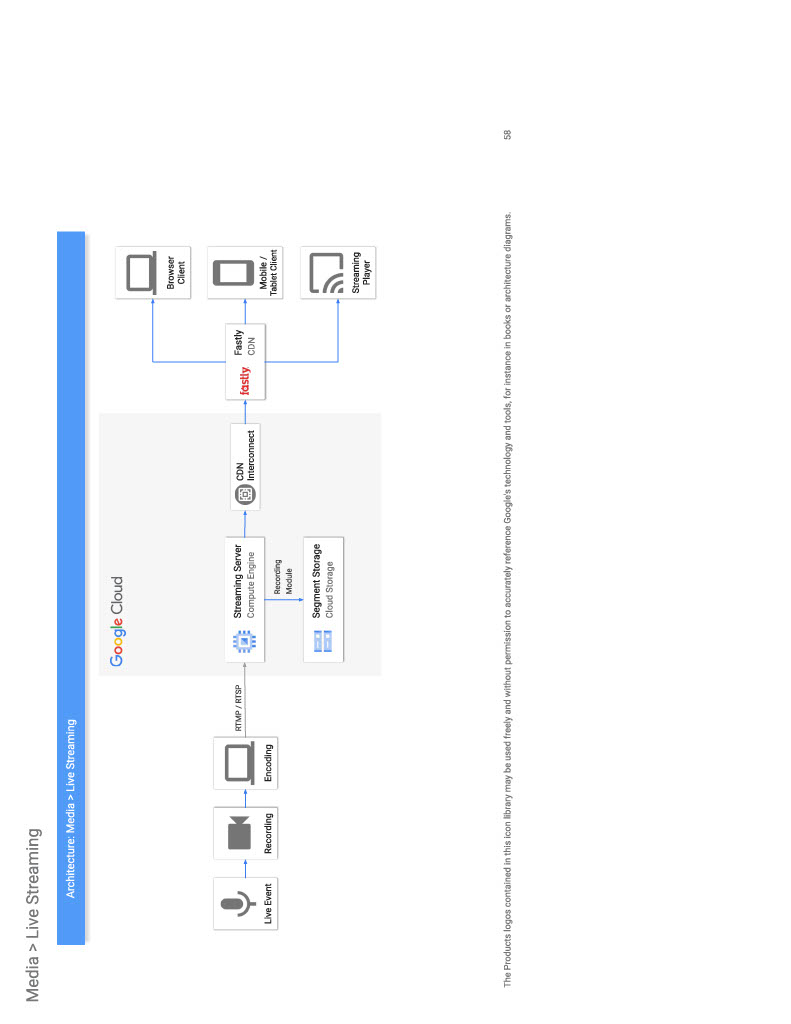 Media > Live Streaming
Architecture: Media > Live Streaming
Google Cloud
Live Event
Recording
Encoding
RTMP / RTSP
Streaming Server
Compute Engine
Recording
Module
Segment Storage
Cloud Storage
CDN
Interconnect
fastly
Fastly
CDN
Browser
Client
Mobile /
Tablet Client
Streaming
Player
The Products logos contained in this icon library may be used freely and without permission to accurately reference Google's technology and tools, for instance in books or architecture diagrams.
58